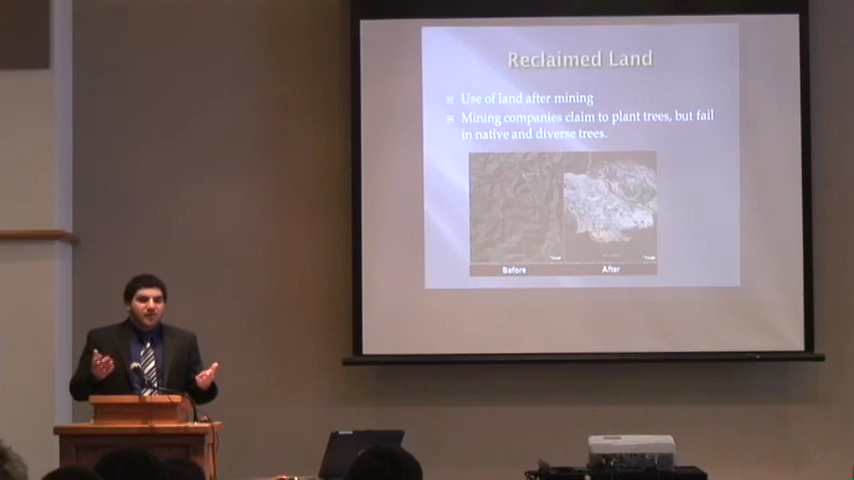 Reclaimed Land
Use of land after mining
Mining companies claim to plant trees, but fail
in native and diverse trees.
Before
After